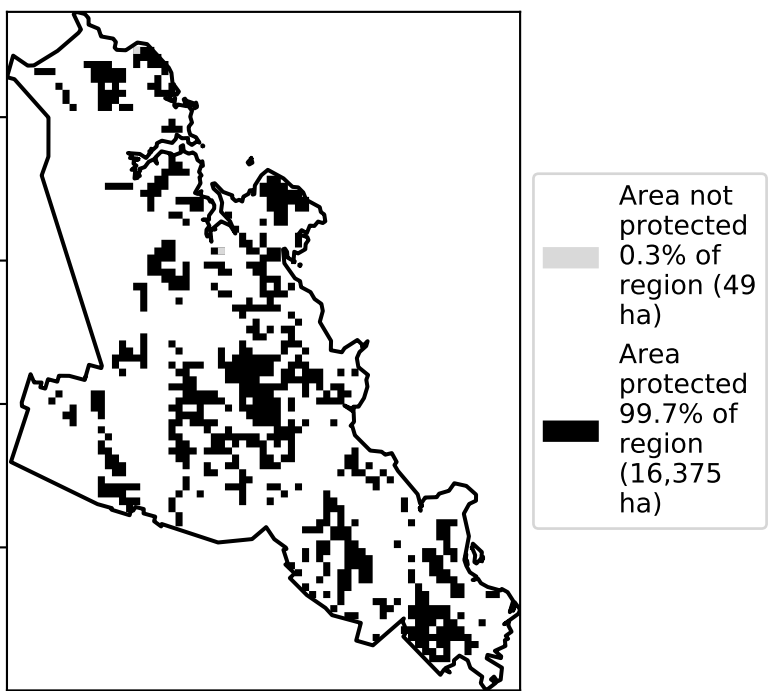 Area not
protected
0.3% of
region (49
ha)
Area
protected
99.7% of
region
(16,375
ha)